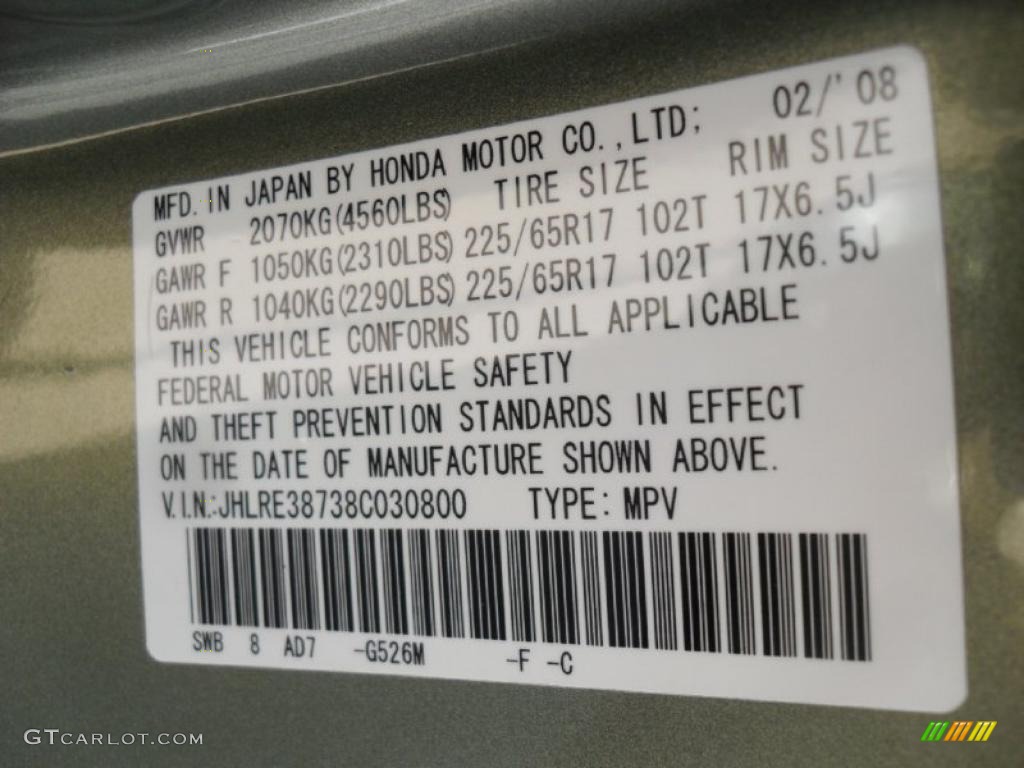 MFD. IN JAPAN BY HONDA MOTOR CO.,LTD; 02/'08
GVWR 2070KG(4560LBS) TIRE SIZE RIM SIZE
GAWR F 1050KG(2310LBS) 225/65R17 102T 17X6.5J
GAWR R 1040KG(2290LBS) 225/65R17 102T 17X6.5J
THIS VEHICLE CONFORMS TO ALL APPLICABLE
FEDERAL MOTOR VEHICLE SAFETY
AND THEFT PREVENTION STANDARDS IN EFFECT
ON THE DATE OF MANUFACTURE SHOWN ABOVE.
V.I.N.:JHLRE38738C030800 TYPE: MPV
SWB 8 AD7 -G526M -F -C
GTCARLOT.COM